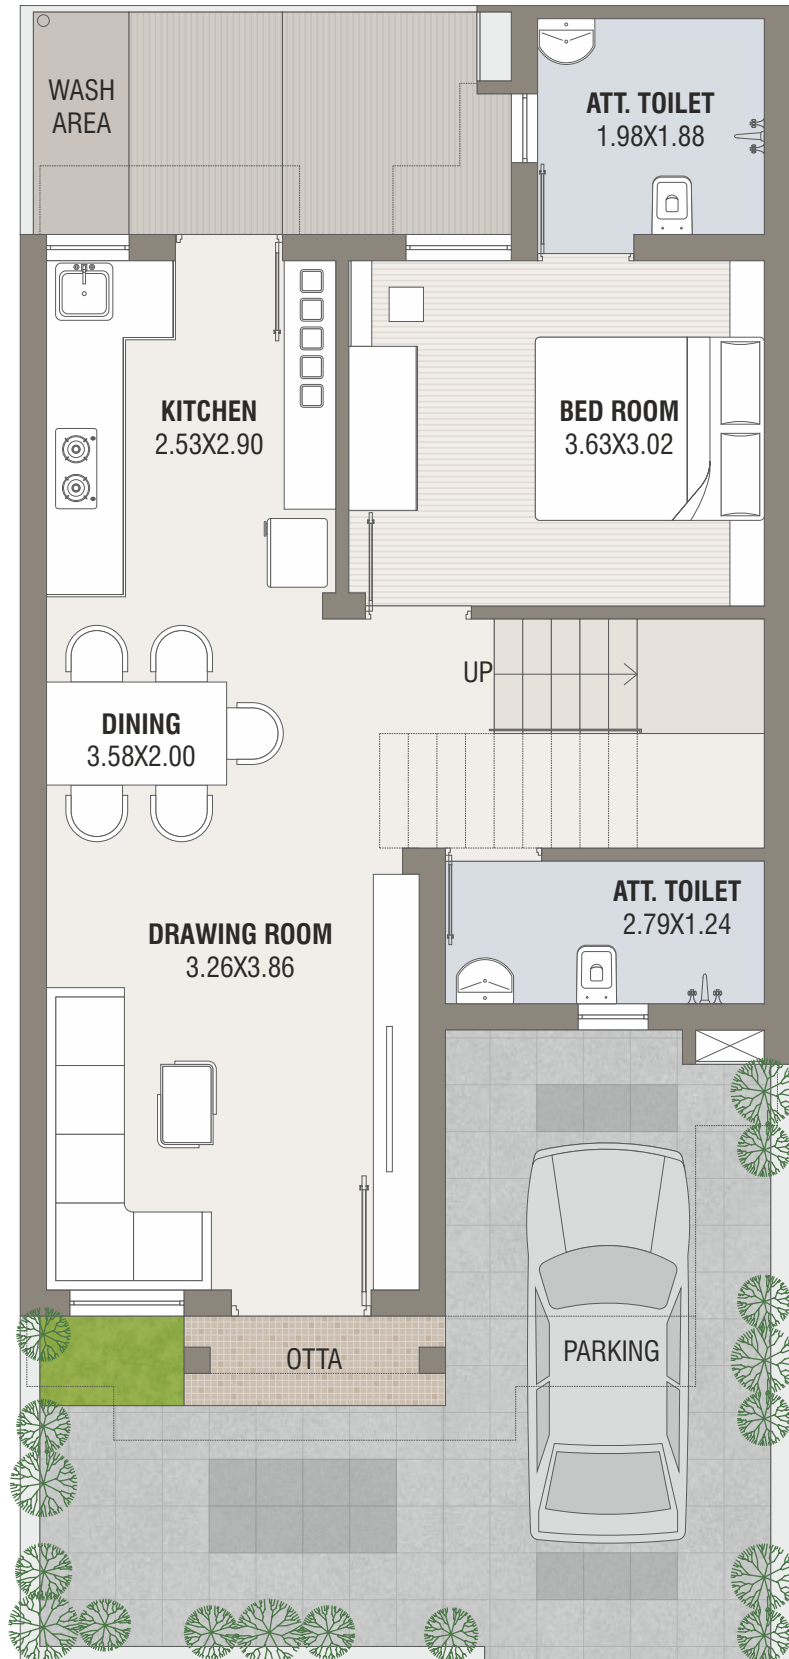 WASH
AREA
ATT. TOILET
1.98X1.88
KITCHEN
2.53X2.90
BED ROOM
3.63X3.02
UP
DINING
3.58X2.00
ATT. TOILET
2.79X1.24
DRAWING ROOM
3.26X3.86
OTTA
PARKING